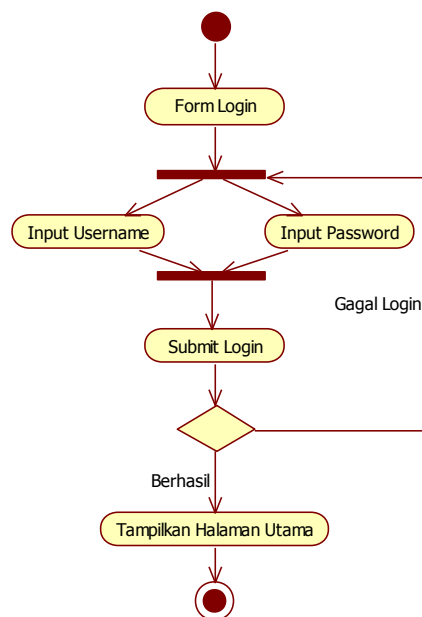 Form Login
Input Username
Input Password
Gagal Login
Submit Login
Berhasil
Tampilkan Halaman Utama